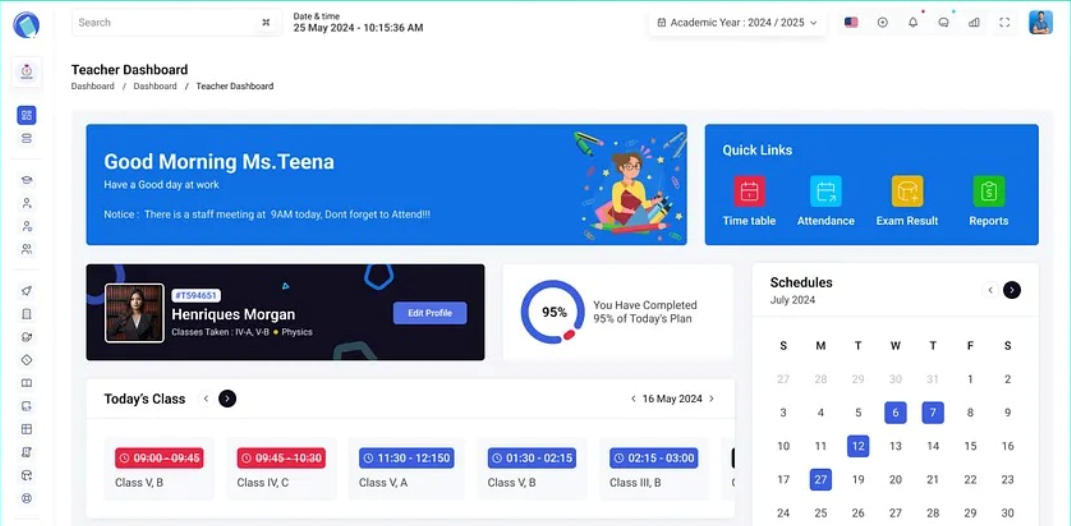 Search
⌘
Date & time
25 May 2024 - 10:15:36 AM
Academic Year : 2024 / 2025
Teacher Dashboard
Dashboard / Dashboard / Teacher Dashboard
Good Morning Ms.Teena
Have a Good day at work
Notice : There is a staff meeting at 9AM today, Dont forget to Attend!!!
Quick Links
Time table
Attendance
Exam Result
Reports
#T594651
Henriques Morgan
Classes Taken : IV-A, V-B Physics
Edit Profile
95%
You Have Completed
95% of Today's Plan
Schedules
July 2024
S M T W T F S
27 28 29 30 31 1 2
3 4 5 6 7 8 9
10 11 12 13 14 15 16
17 27 19 20 21 22 23
24 25 26 27 28 29 30
Today's Class
16 May 2024
09:00 - 09:45
Class V, B
09:45 - 10:30
Class IV, C
11:30 - 12:150
Class V, A
01:30 - 02:15
Class V, B
02:15 - 03:00
Class III, B